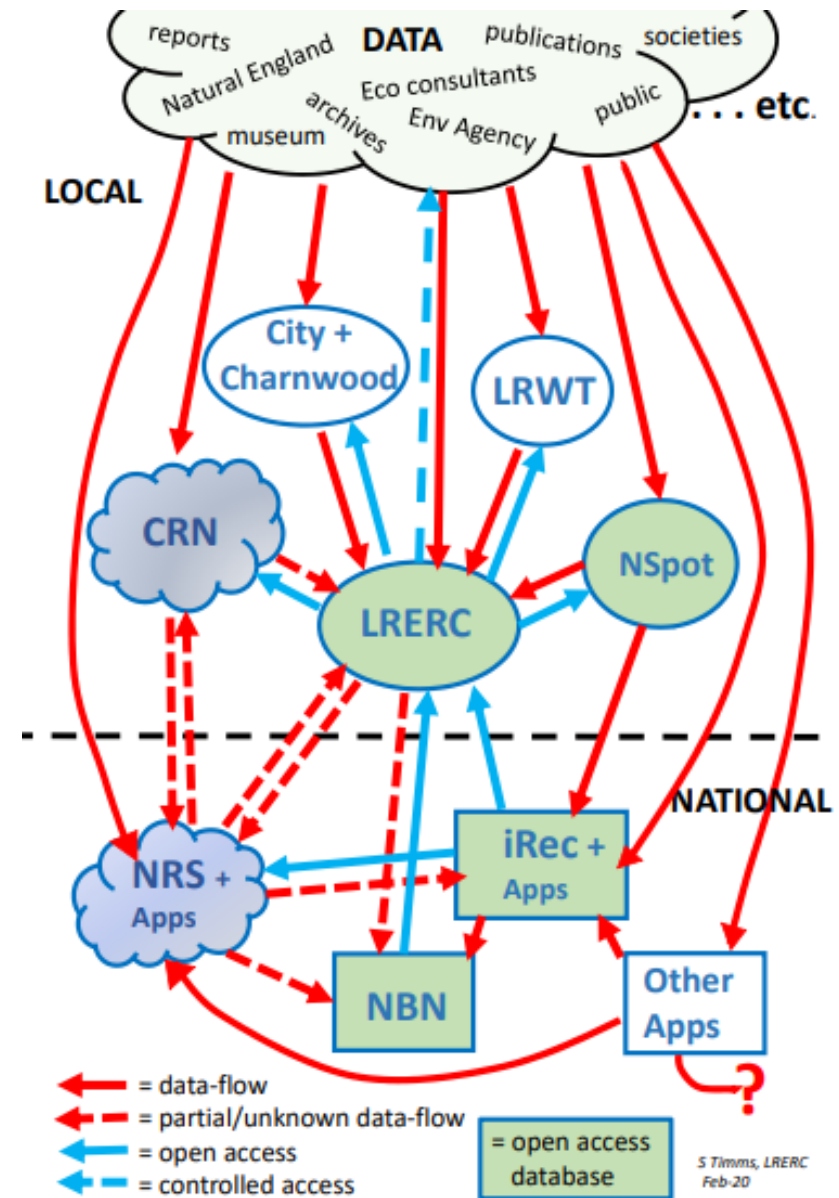 reports
DATA
publications
societies
Natural England
Eco consultants
archives
Env Agency
public
. . . etc.
museum
LOCAL
City +
Charnwood
LRWT
CRN
NSpot
LRERC
NATIONAL
iRec +
Apps
NRS +
Apps
NBN
Other
Apps
?
= data-flow
= partial/unknown data-flow
= open access
= controlled access
= open access
database
S Timms, LRERC
Feb-20